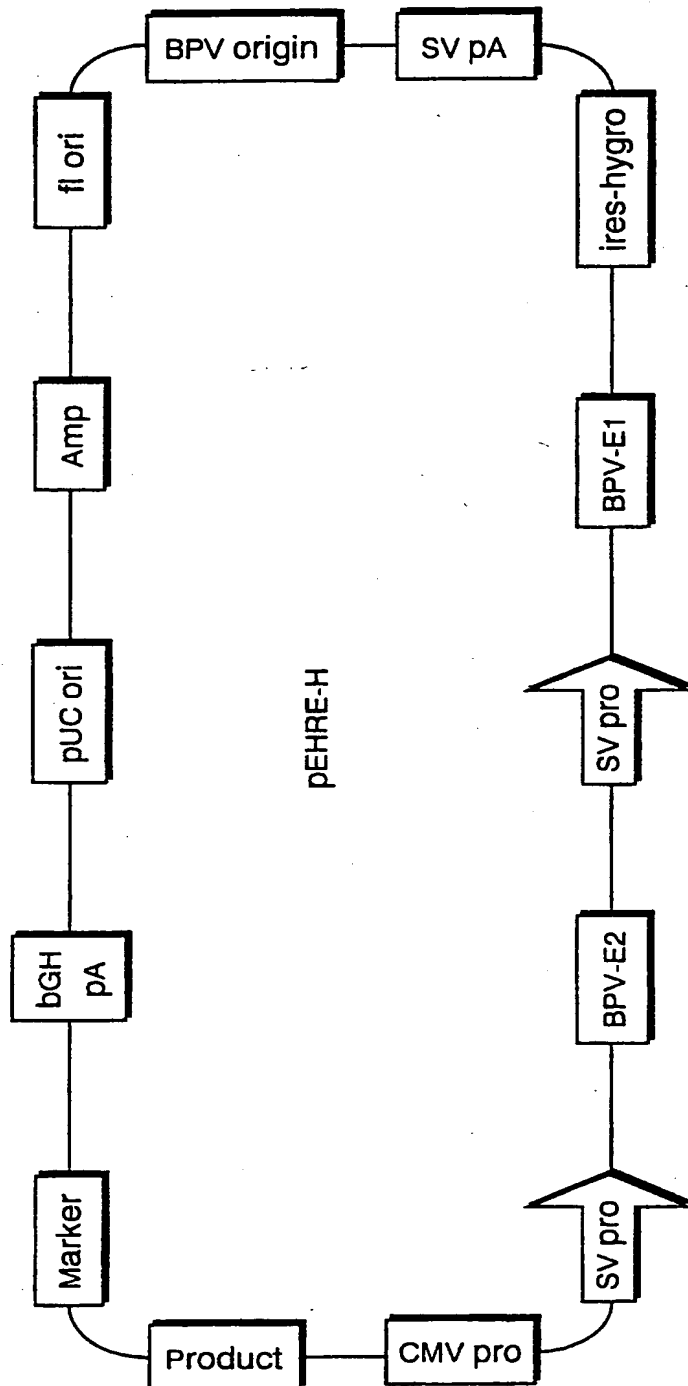 BPV origin
SV pA
fl ori
ires-hygro
Amp
BPV-E1
pUC ori
pEHRE-H
SV pro
bGH
pA
BPV-E2
Marker
SV pro
Product
CMV pro